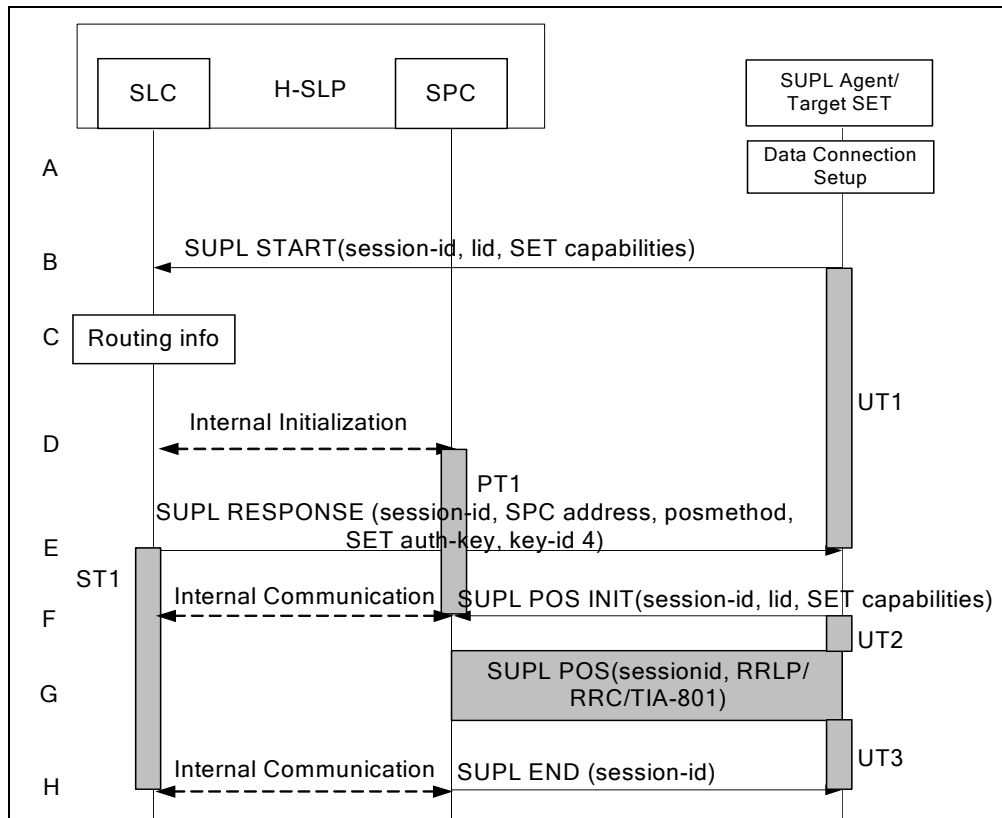 SLC
H-SLP
SPC
SUPL Agent/
Target SET
A
Data Connection
Setup
B
SUPL START(session-id, lid, SET capabilities)
C
Routing info
UT1
D
Internal Initialization
PT1
SUPL RESPONSE (session-id, SPC address, posmethod,
SET auth-key, key-id 4)
E
ST1
F
Internal Communication
SUPL POS INIT(session-id, lid, SET capabilities)
UT2
G
SUPL POS(sessionid, RRLP/
RRC/TIA-801)
UT3
H
Internal Communication
SUPL END (session-id)